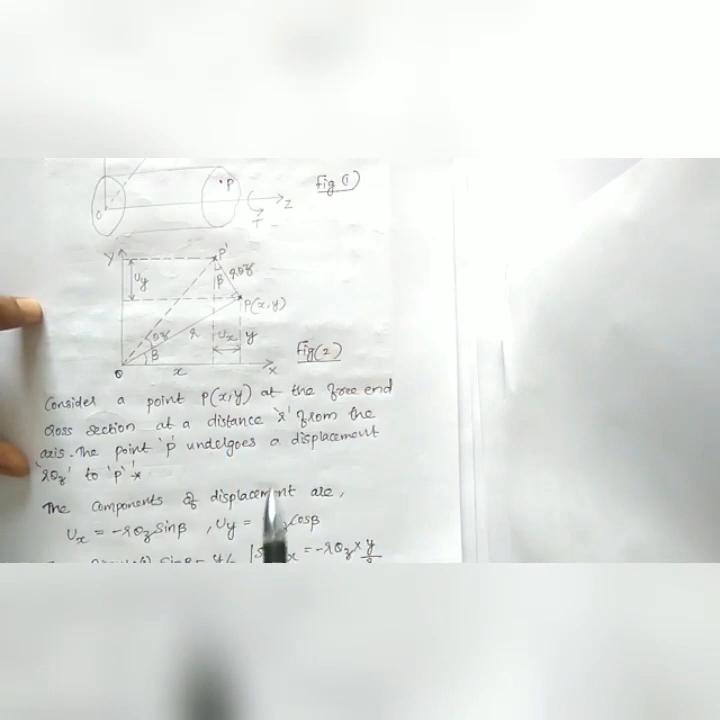 P
Fig (1)
O
Z
T
Y
P'
Uy
β
rθz
P(x,y)
θz
r
Ux
y
β
Fig(2)
O
x
X
Consider a point P(x,y) at the free end
cross section at a distance 'r' from the
axis. The point 'P' undergoes a displacement
'rθz' to 'P''
The components of displacement are,
Ux = -rθz sinβ , Uy = cosβ
x = -rθz × y